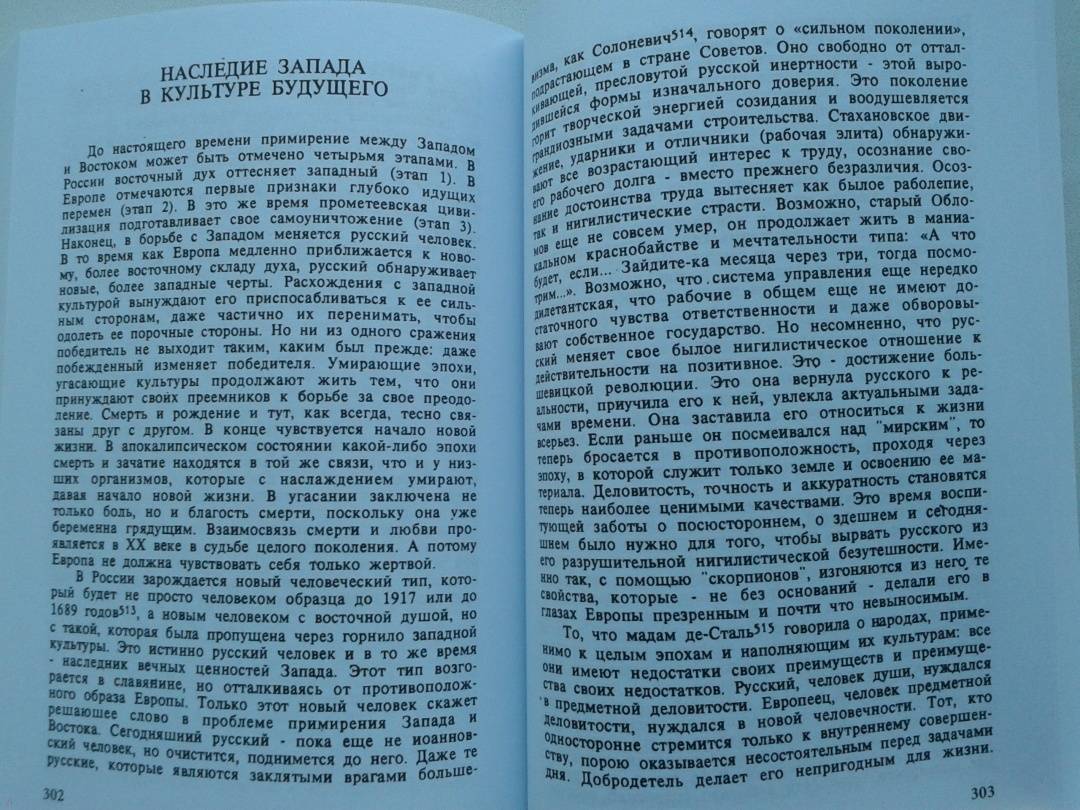 НАСЛЕДИЕ ЗАПАДА
В КУЛЬТУРЕ БУДУЩЕГО
До настоящего времени примирение между Западом
и Востоком может быть отмечено четырьмя этапами. В
России восточный дух оттесняет западный (этап 1). В
Европе отмечаются первые признаки глубоко идущих
перемен (этап 2). В это же время прометеевская циви-
лизация подготавливает свое самоуничтожение (этап 3).
Наконец, в борьбе с Западом меняется русский человек.
В то время как Европа медленно приближается к ново-
му, более восточному складу духа, русский обнаруживает
новые, более западные черты. Расхождения с западной
культурой вынуждают его приспосабливаться к ее силь-
ным сторонам, даже частично их перенимать, чтобы
одолеть ее порочные стороны. Но ни из одного сражения
победитель не выходит таким, каким был прежде: даже
побежденный изменяет победителя. Умирающие эпохи,
угасающие культуры продолжают жить тем, что они
принуждают своих преемников к борьбе за свое преодо-
ление. Смерть и рождение и тут, как всегда, тесно свя-
заны друг с другом. В конце чувствуется начало новой
жизни. В апокалипсическом состоянии какой-либо эпохи
смерть и зачатие находятся в той же связи, что и у низ-
ших организмов, которые с наслаждением умирают,
давая начало новой жизни. В угасании заключена не
только боль, но и благость смерти, поскольку она уже
беременна грядущим. Взаимосвязь смерти и любви про-
является в XX веке в судьбе целого поколения. А потому
Европа не должна чувствовать себя только жертвой.
В России зарождается новый человеческий тип, кото-
рый будет не просто человеком образца до 1917 или до
1689 годов513, а новым человеком с восточной душой, но
с такой, которая была пропущена через горнило западной
культуры. Это истинно русский человек и в то же время
- наследник вечных ценностей Запада. Этот тип возго-
рается в славянине, но отталкиваясь от противополож-
ного образа Европы. Только этот новый человек скажет
решающее слово в проблеме примирения Запада и
Востока. Сегодняшний русский - пока еще не иоаннов-
ский человек, но очистится, поднимется до него. Даже те
русские, которые являются заклятыми врагами больше-
302
визма, как Солоневич514, говорят о «сильном поколении»,
подрастающем в стране Советов. Оно свободно от оттал-
кивающей, пресловутой русской инертности - этой выро-
дившейся формы изначального доверия. Это поколение
горит творческой энергией созидания и воодушевляется
грандиозными задачами строительства. Стахановское дви-
жение, ударники и отличники (рабочая элита) обнаружи-
вают все возрастающий интерес к труду, осознание сво-
его рабочего долга - вместо прежнего безразличия. Осоз-
нание достоинства труда вытесняет как былое раболепие,
так и нигилистические страсти. Возможно, старый Обло-
мов еще не совсем умер, он продолжает жить в маниа-
кальном краснобайстве и мечтательности типа: «А что
будет, если... Зайдите-ка месяца через три, тогда посмо-
трим...». Возможно, что система управления еще нередко
дилетантская, что рабочие в общем еще не имеют до-
статочного чувства ответственности и даже обворовы-
вают собственное государство. Но несомненно, что рус-
ский меняет свое былое нигилистическое отношение к
действительности на позитивное. Это - достижение боль-
шевицкой революции. Это она вернула русского к ре-
альности, приучила его к ней, увлекла актуальными зада-
чами времени. Она заставила его относиться к жизни
всерьез. Если раньше он посмеивался над "мирским", то
теперь бросается в противоположность, проходя через
эпоху, в которой служит только земле и освоению ее ма-
териала. Деловитость, точность и аккуратность становятся
теперь наиболее ценимыми качествами. Это время воспи-
тующей заботы о посюстороннем, о здешнем и сегодня-
шнем было нужно для того, чтобы вырвать русского из
его разрушительной нигилистической безутешности. Име-
нно так, с помощью "скорпионов", изгоняются из него те
свойства, которые - не без оснований - делали его в
глазах Европы презренным и почти что невыносимым.
То, что мадам де-Сталь515 говорила о народах, приме-
нимо к целым эпохам и наполняющим их культурам: все
они имеют недостатки своих преимуществ и преимуще-
ства своих недостатков. Русский, человек души, нуждался
в предметной деловитости. Европеец, человек предметной
деловитости, нуждался в новой человечности. Тот, кто
односторонне стремится только к внутреннему совершен-
ству, порою оказывается несостоятельным перед задачами
дня. Добродетель делает его непригодным для жизни.
303